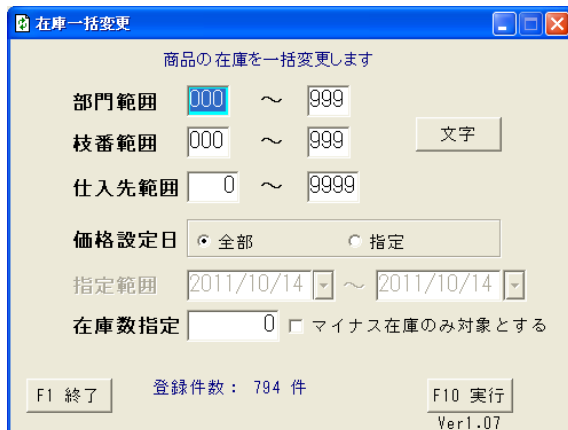 在庫一括変更
商品の在庫を一括変更します
部門範囲 000 ～ 999
枝番範囲 000 ～ 999
文字
仕入先範囲 0 ～ 9999
価格設定日 全部 指定
指定範囲 2011/10/14 ～ 2011/10/14
在庫数指定 0 マイナス在庫のみ対象とする
F1 終了 登録件数： 794 件 F10 実行
Ver1.07